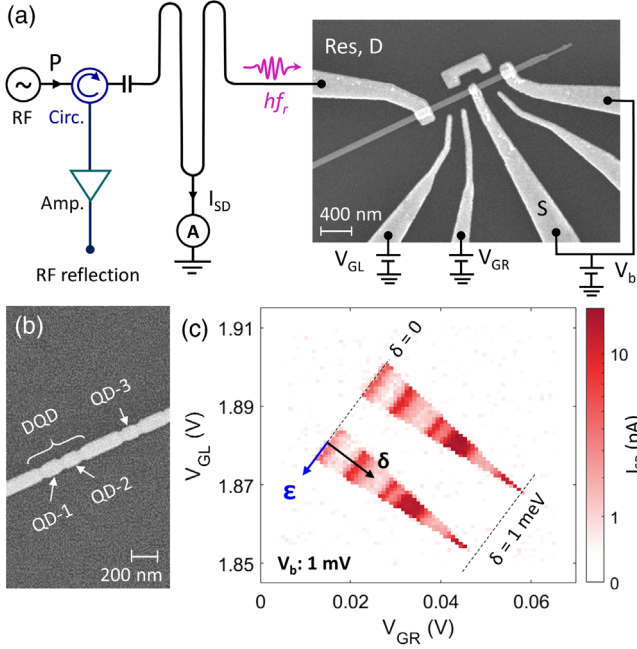 (a)
P
RF
Circ.
Amp.
RF reflection
I_SD
A
hf_r
Res, D
400 nm
S
V_GL
V_GR
V_b
(b)
DQD
QD-3
QD-1
QD-2
200 nm
(c)
1.91
1.89
1.87
1.85
V_GL (V)
δ = 0
δ
ε
δ = 1 meV
V_b: 1 mV
0
0.02
0.04
0.06
V_GR (V)
10
1
0
(nA)